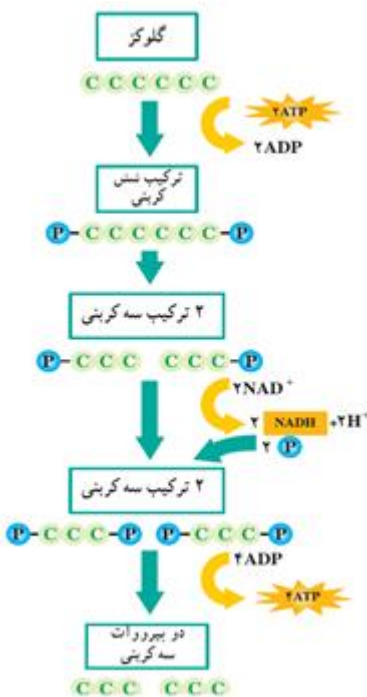 گلوکز
C C C C C C
۲ATP
۲ADP
ترکیب شش
کربنی
P-C C C C C C-P
۲ ترکیب سه کربنی
P-C C C C C C-P
۲NAD+
۲ NADH +۲H+
۲ P
۲ ترکیب سه کربنی
P-C C C-P P-C C C-P
۴ADP
۴ATP
دو پیرووات
سه کربنی
C C C C C C